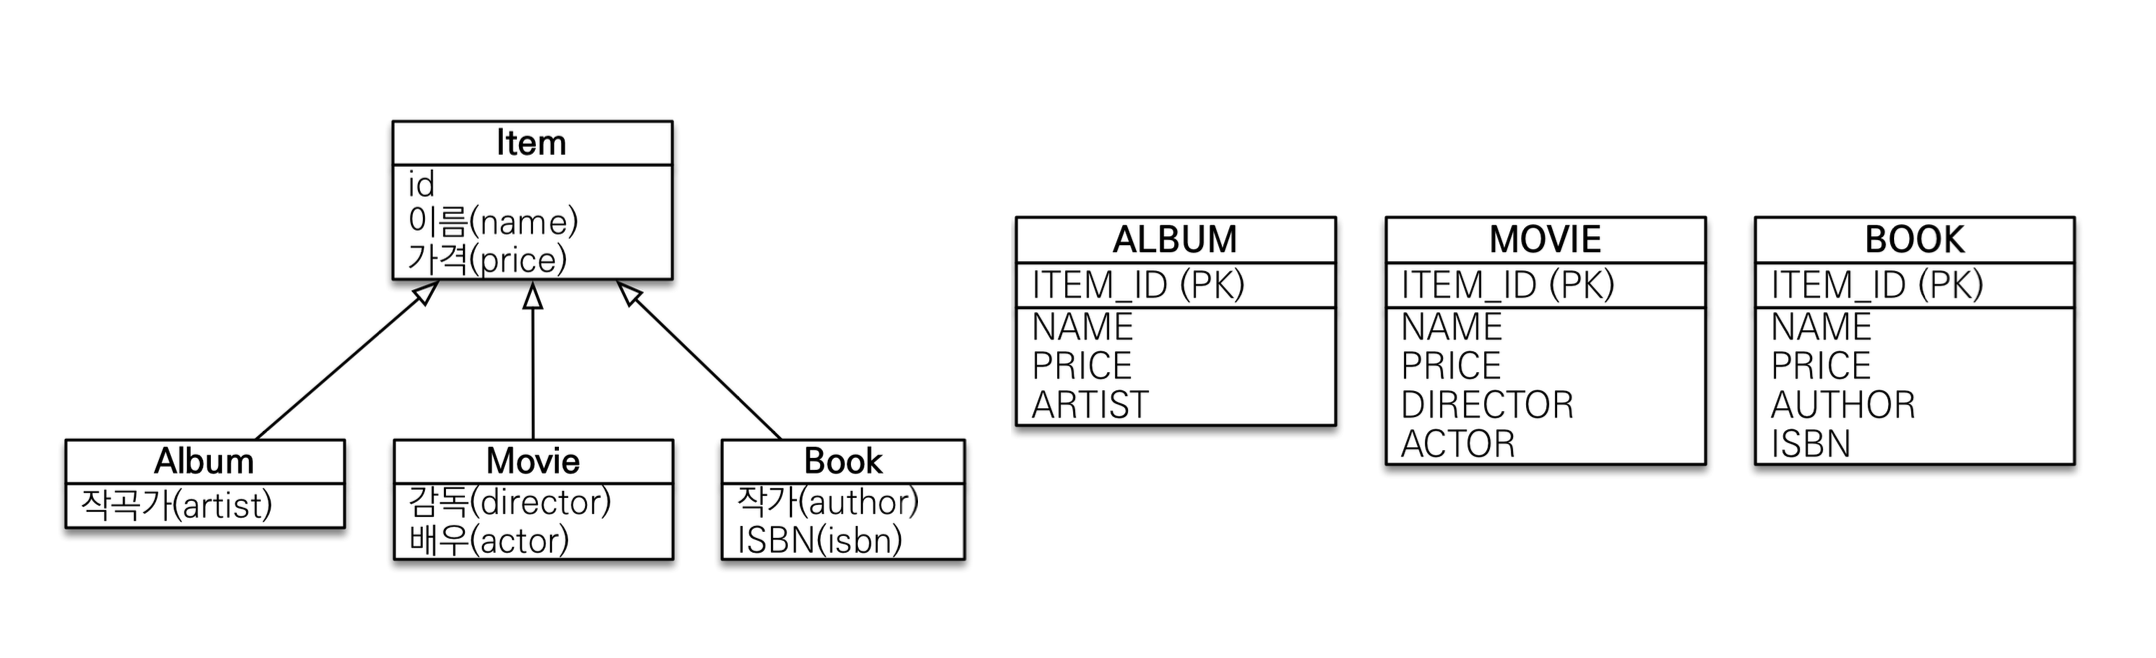 Item
id
이름(name)
가격(price)
Album
작곡가(artist)
Movie
감독(director)
배우(actor)
Book
작가(author)
ISBN(isbn)
ALBUM
ITEM_ID (PK)
NAME
PRICE
ARTIST
MOVIE
ITEM_ID (PK)
NAME
PRICE
DIRECTOR
ACTOR
BOOK
ITEM_ID (PK)
NAME
PRICE
AUTHOR
ISBN